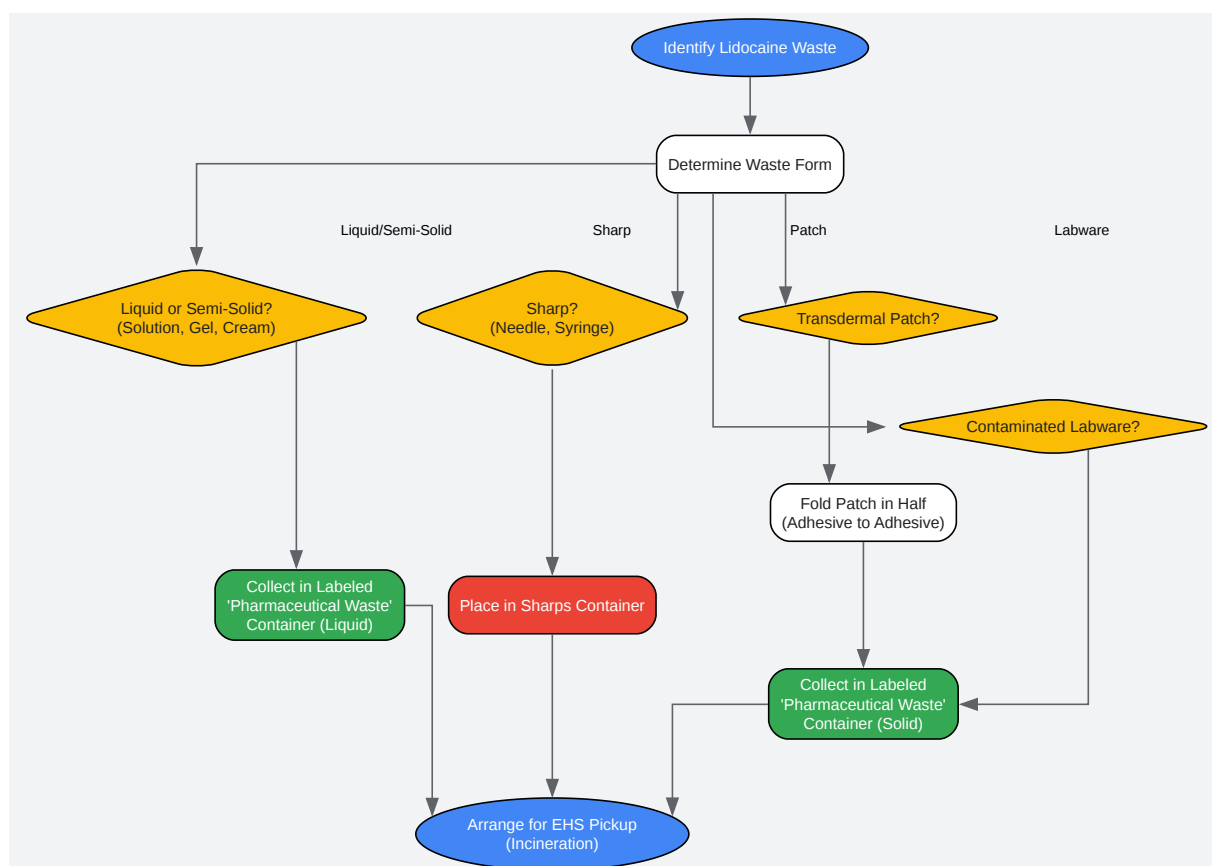 Identify Lidocaine Waste
Determine Waste Form
Liquid/Semi-Solid
Sharp
Patch
Labware
Liquid or Semi-Solid?
(Solution, Gel, Cream)
Sharp?
(Needle, Syringe)
Transdermal Patch?
Contaminated Labware?
Fold Patch in Half
(Adhesive to Adhesive)
Collect in Labeled
'Pharmaceutical Waste'
Container (Liquid)
Place in Sharps Container
Collect in Labeled
'Pharmaceutical Waste'
Container (Solid)
Arrange for EHS Pickup
(Incineration)